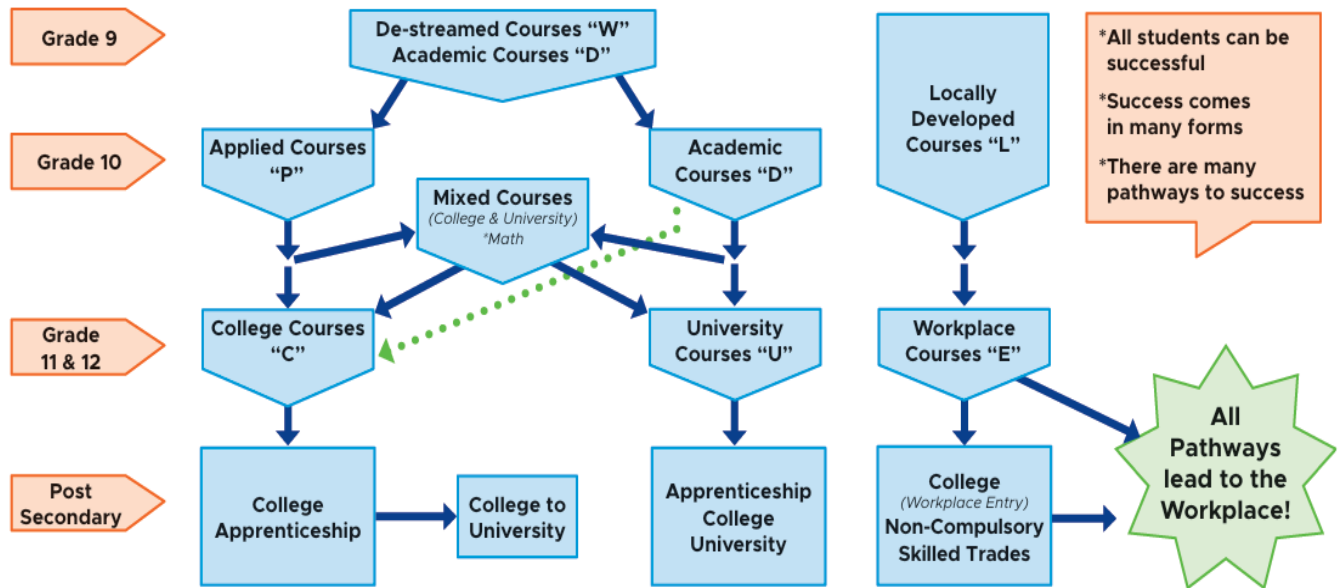 Grade 9
De-streamed Courses “W”
Academic Courses “D”
Locally
Developed
Courses “L”
*All students can be
successful
*Success comes
in many forms
*There are many
pathways to success
Grade 10
Applied Courses
“P”
Mixed Courses
(College & University)
*Math
Academic
Courses “D”
Grade
11 & 12
College Courses
“C”
University
Courses “U”
Workplace
Courses “E”
Post
Secondary
College
Apprenticeship
College to
University
Apprenticeship
College
University
College
(Workplace Entry)
Non-Compulsory
Skilled Trades
All
Pathways
lead to the
Workplace!